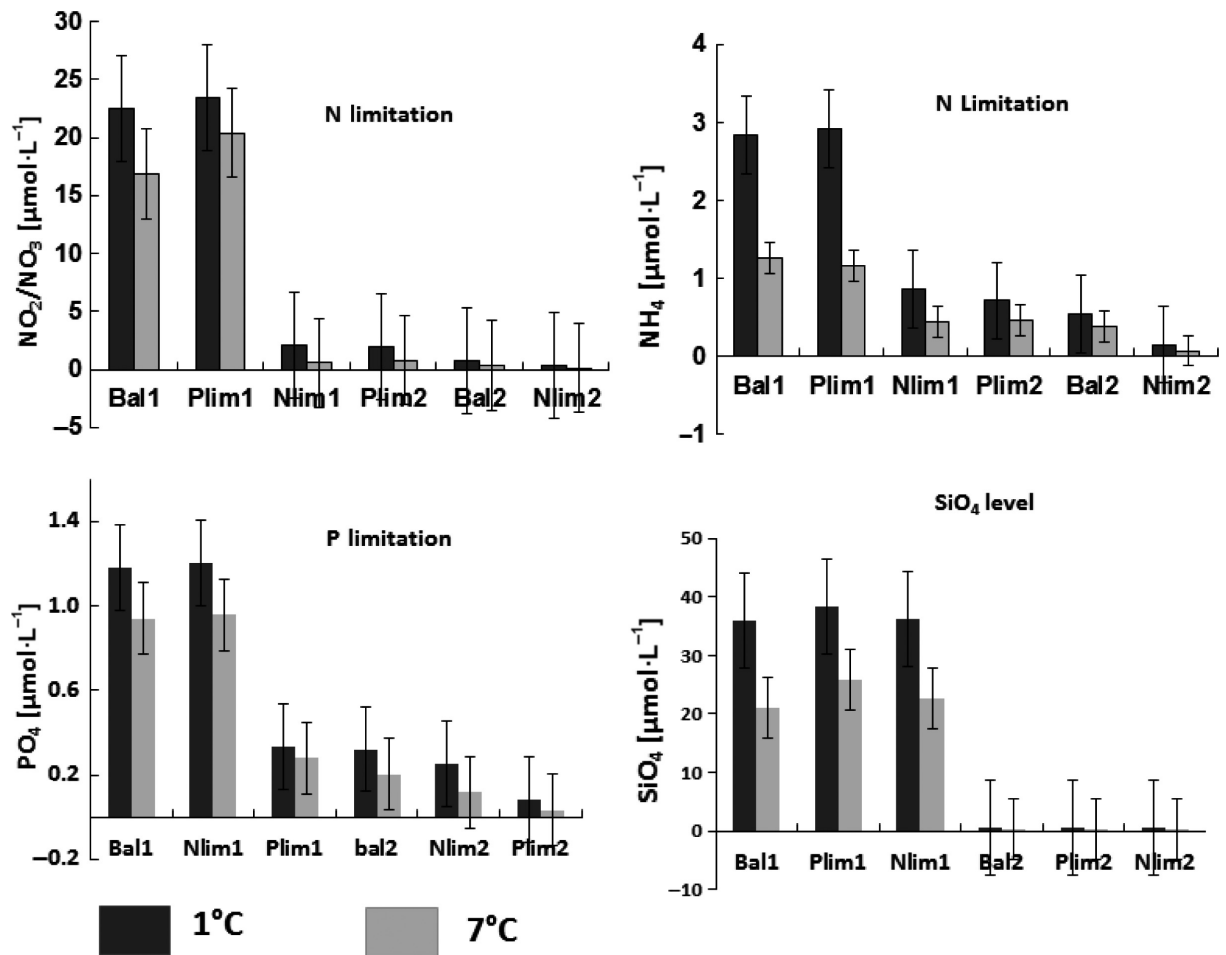 NO₂/NO₃ [µmol·L⁻¹]
30
25
20
15
10
5
0
−5
N limitation
Bal1 Plim1 Nlim1 Plim2 Bal2 Nlim2
NH₄ [µmol·L⁻¹]
4
3
2
1
0
−1
N Limitation
Bal1 Plim1 Nlim1 Plim2 Bal2 Nlim2
PO₄ [µmol·L⁻¹]
1.4
1.0
0.6
0.2
−0.2
P limitation
Bal1 Nlim1 Plim1 bal2 Nlim2 Plim2
SiO₄ level
SiO₄ [µmol·L⁻¹]
50
40
30
20
10
0
−10
Bal1 Plim1 Nlim1 Bal2 Plim2 Nlim2
1°C 7°C